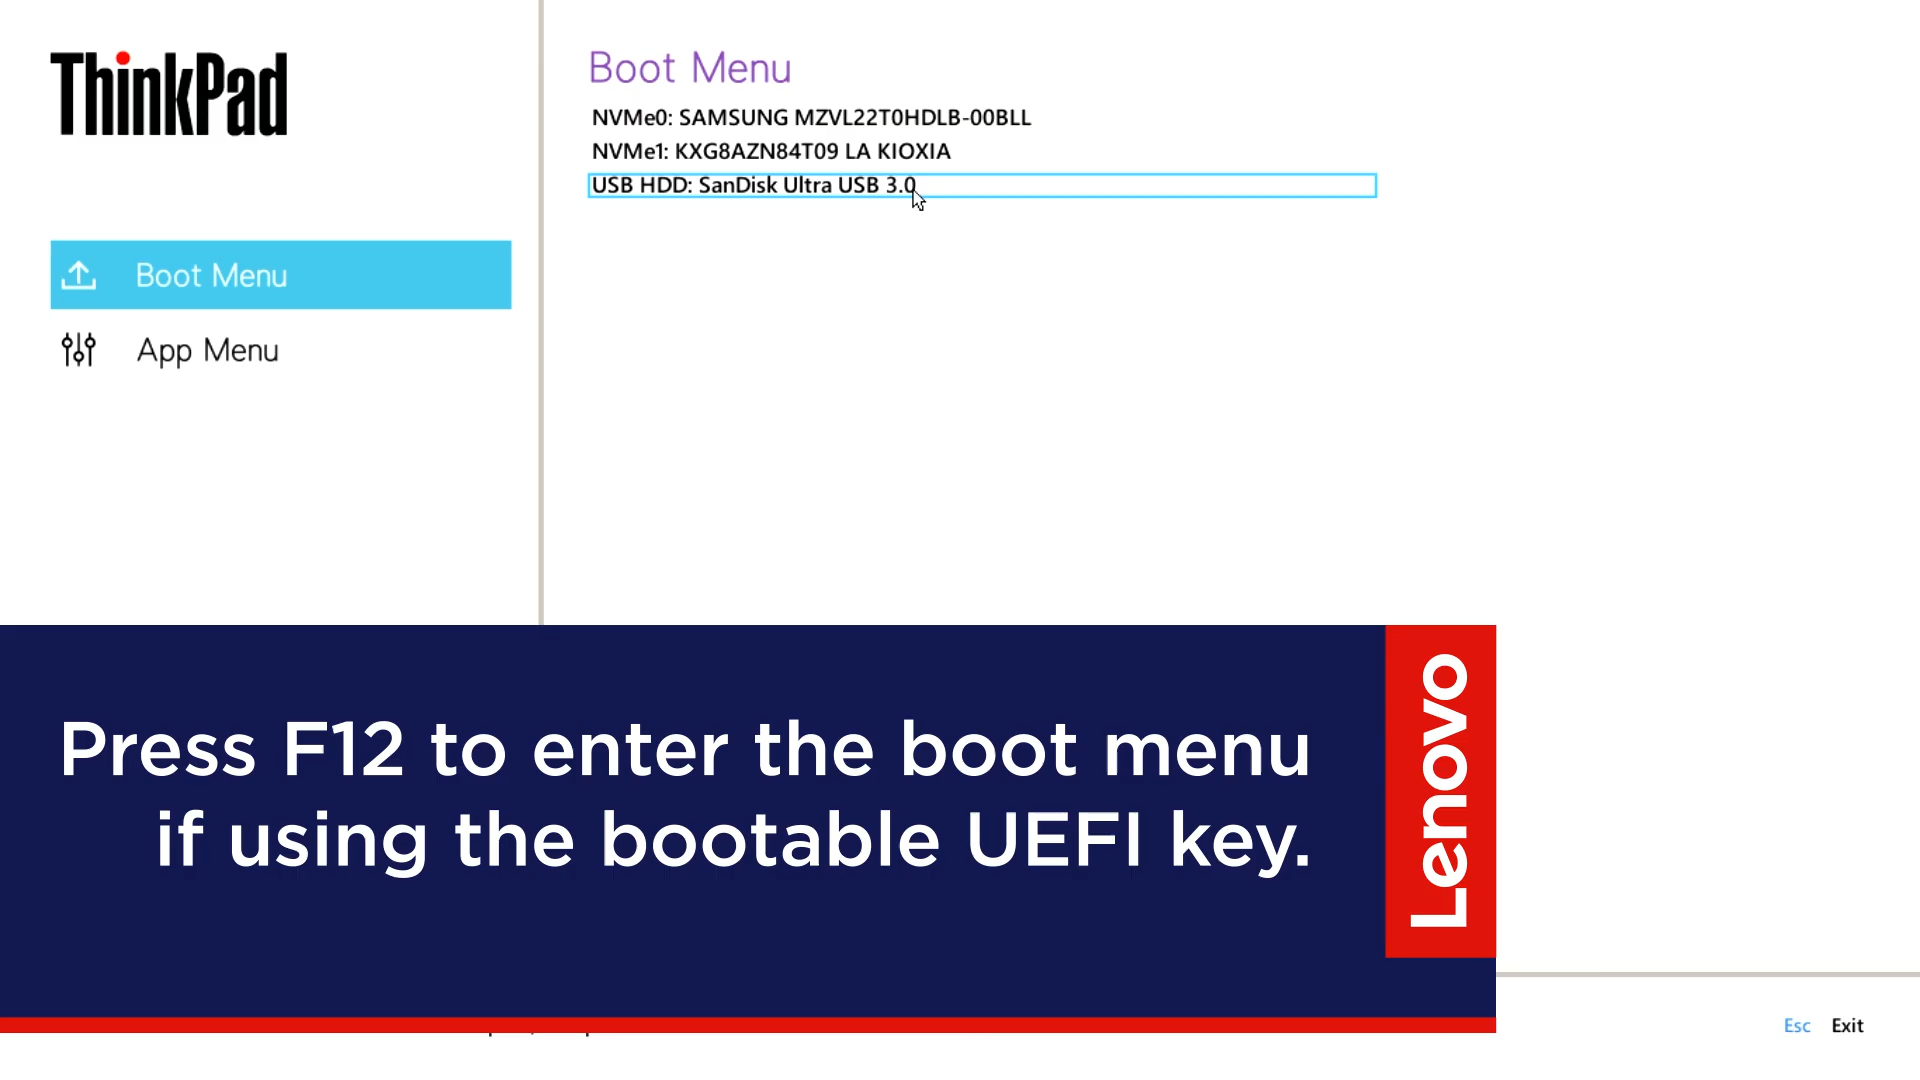 ThinkPad
Boot Menu
App Menu
Boot Menu
NVMe0: SAMSUNG MZVL22T0HDLB-00BLL
NVMe1: KXG8AZN84T09 LA KIOXIA
USB HDD: SanDisk Ultra USB 3.0
Press F12 to enter the boot menu
if using the bootable UEFI key.
Lenovo
Esc Exit